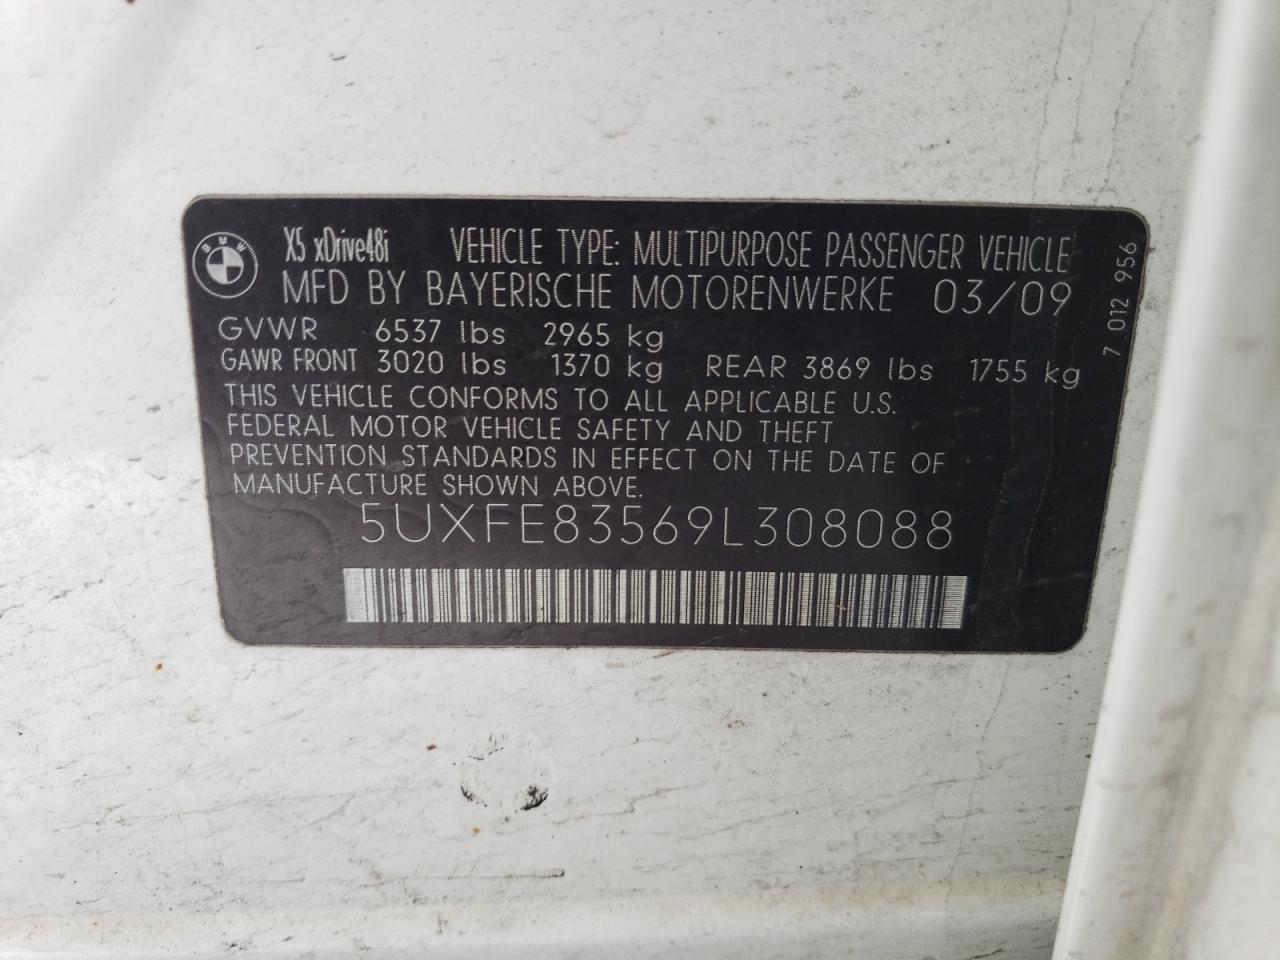 BMW
X5 xDrive48i VEHICLE TYPE: MULTIPURPOSE PASSENGER VEHICLE
MFD BY BAYERISCHE MOTORENWERKE 03/09
GVWR 6537 lbs 2965 kg
GAWR FRONT 3020 lbs 1370 kg REAR 3869 lbs 1755 kg
THIS VEHICLE CONFORMS TO ALL APPLICABLE U.S.
FEDERAL MOTOR VEHICLE SAFETY AND THEFT
PREVENTION STANDARDS IN EFFECT ON THE DATE OF
MANUFACTURE SHOWN ABOVE.
5UXFE83569L308088
7 012 956